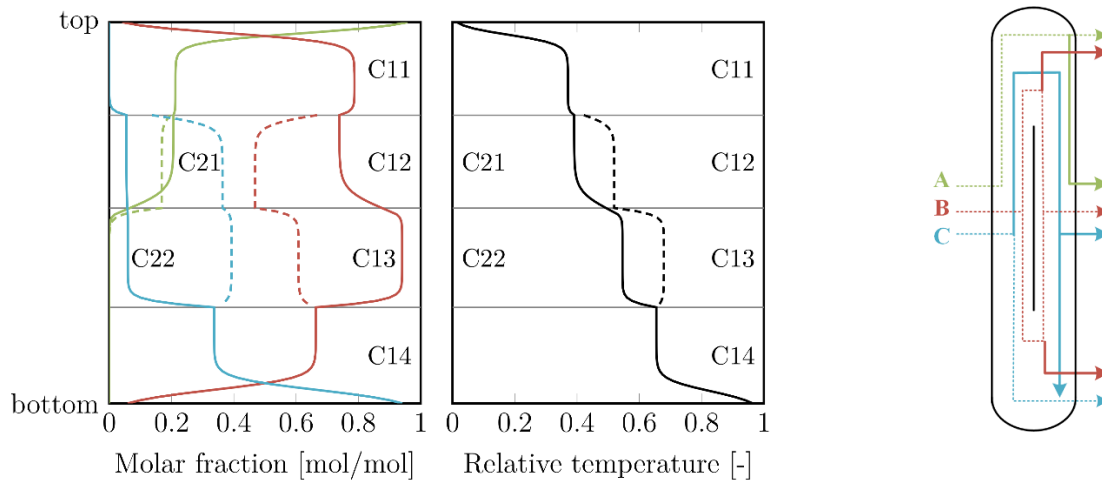 top
C11
C11
C21
C12
C21
C12
A
B
C
C22
C13
C22
C13
C14
C14
bottom
0 0.2 0.4 0.6 0.8 1
0 0.2 0.4 0.6 0.8 1
Molar fraction [mol/mol]
Relative temperature [-]